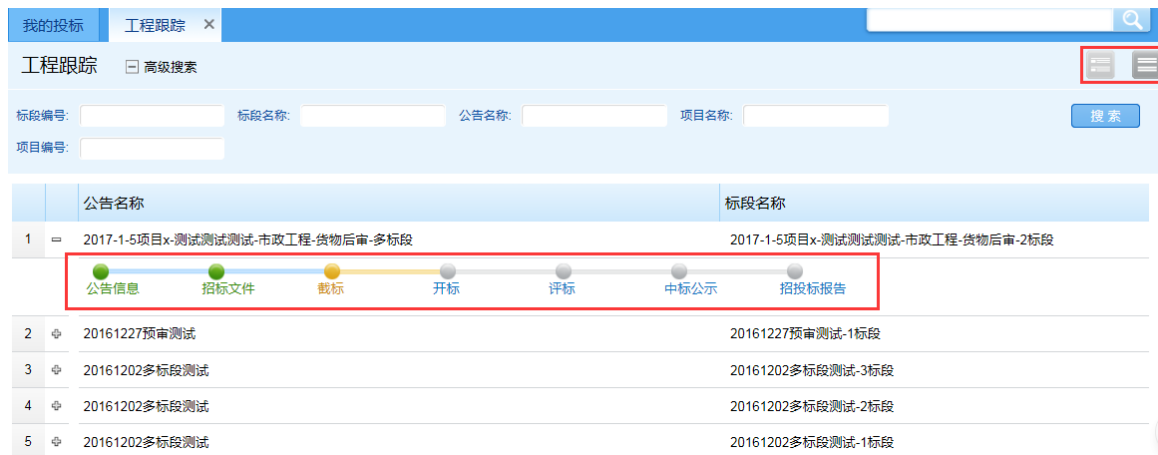 我的投标 工程跟踪 ×
工程跟踪 高级搜索
标段编号: 标段名称: 公告名称: 项目名称: 搜索
项目编号:
公告名称 标段名称
1 2017-1-5项目x-测试测试测试-市政工程-货物后审-多标段 2017-1-5项目x-测试测试测试-市政工程-货物后审-2标段
公告信息 招标文件 截标 开标 评标 中标公示 招投标报告
2 20161227预审测试 20161227预审测试-1标段
3 20161202多标段测试 20161202多标段测试-3标段
4 20161202多标段测试 20161202多标段测试-2标段
5 20161202多标段测试 20161202多标段测试-1标段